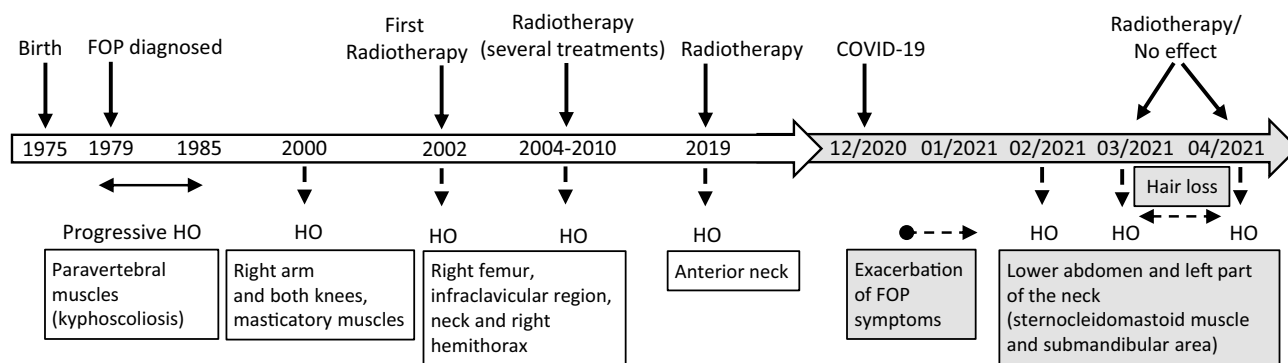 Birth
FOP diagnosed
First
Radiotherapy
Radiotherapy
(several treatments)
Radiotherapy
COVID-19
Radiotherapy/
No effect
1975
1979
1985
2000
2002
2004-2010
2019
12/2020
01/2021
02/2021
03/2021
04/2021
Hair loss
Progressive HO
HO
HO
HO
HO
HO
HO
HO
Paravertebral
muscles
(kyphoscoliosis)
Right arm
and both knees,
masticatory muscles
Right femur,
infraclavicular region,
neck and right
hemithorax
Anterior neck
Exacerbation
of FOP
symptoms
Lower abdomen and left part
of the neck
(sternocleidomastoid muscle
and submandibular area)